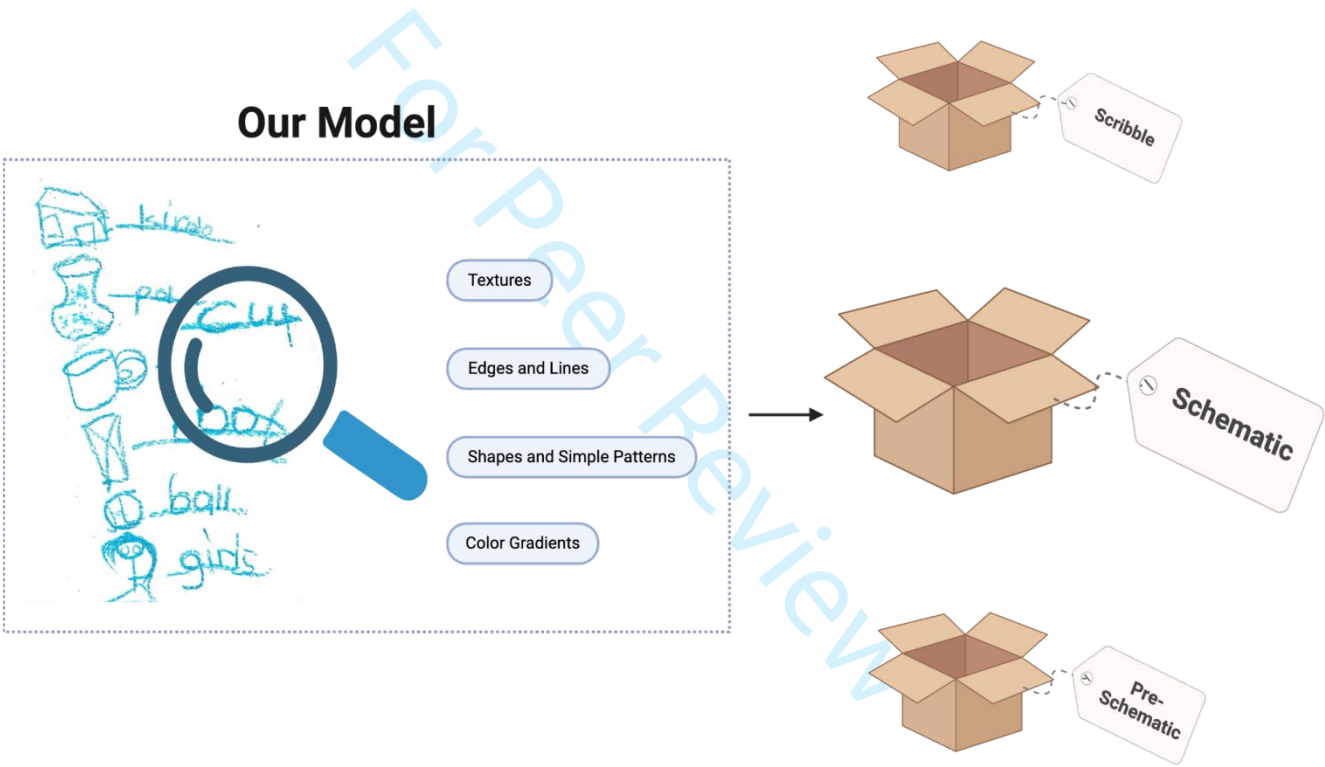 For Peer Review
Our Model
Textures
Edges and Lines
Shapes and Simple Patterns
Color Gradients
cup
box
ball
girls
Scribble
Schematic
Pre-
Schematic